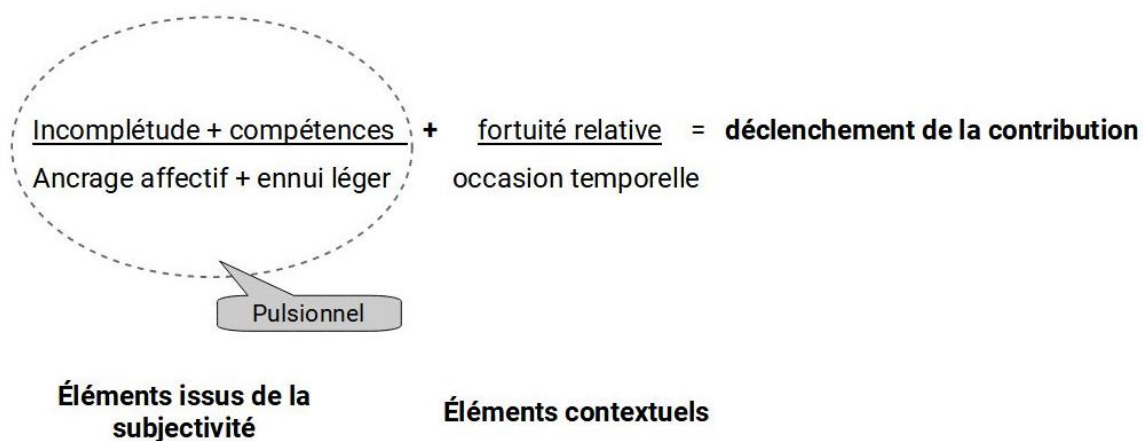 Incomplétude + compétences + fortuité relative = déclenchement de la contribution
Ancrage affectif + ennui léger occasion temporelle
Pulsionnel
Éléments issus de la
subjectivité
Éléments contextuels